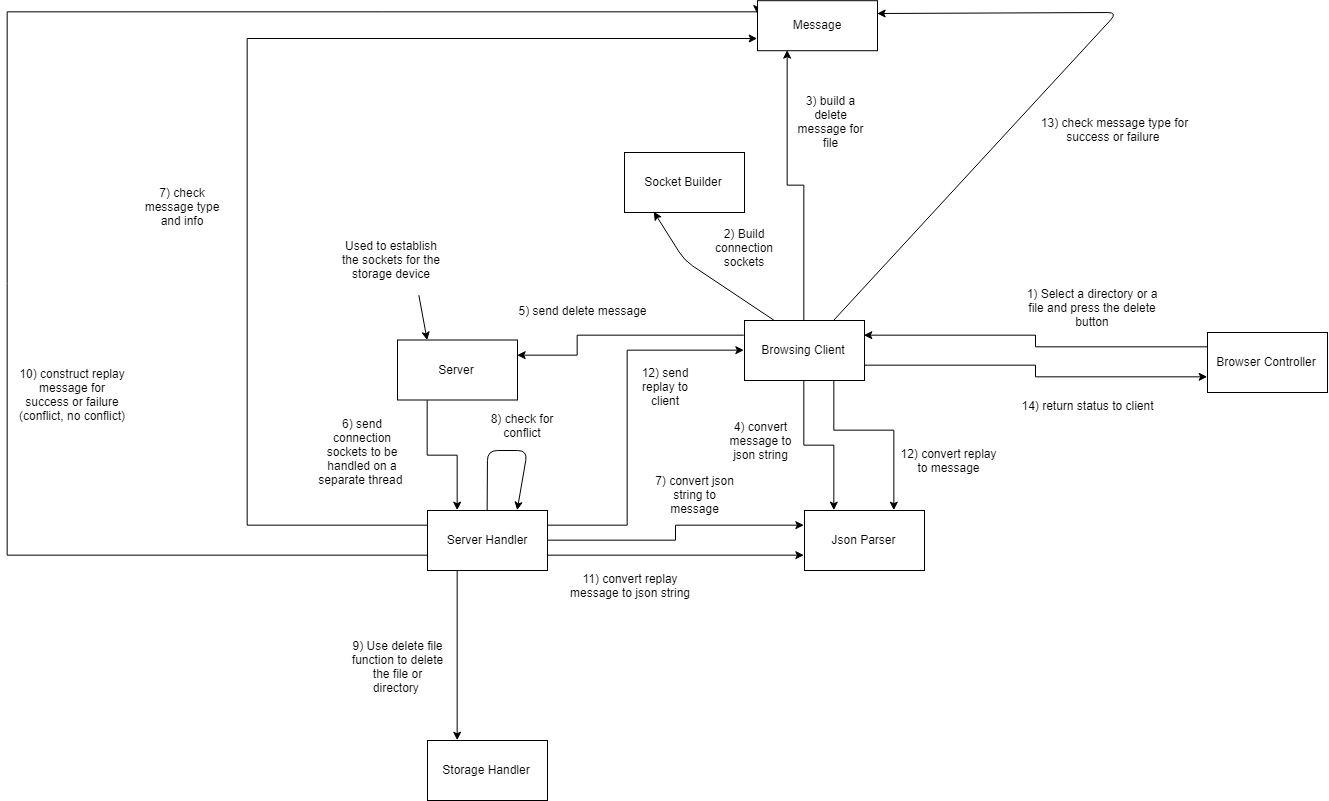 Message
3) build a
delete
message for
file
13) check message type for
success or failure
Socket Builder
7) check
message type
and info
2) Build
connection
sockets
Used to establish
the sockets for the
storage device
1) Select a directory or a
file and press the delete
button
5) send delete message
Browsing Client
Browser Controller
Server
10) construct replay
message for
success or failure
(conflict, no conflict)
12) send
replay to
client
14) return status to client
6) send
connection
sockets to be
handled on a
separate thread
8) check for
conflict
4) convert
message to
json string
12) convert replay
to message
7) convert json
string to
message
Server Handler
Json Parser
11) convert replay
message to json string
9) Use delete file
function to delete
the file or
directory
Storage Handler